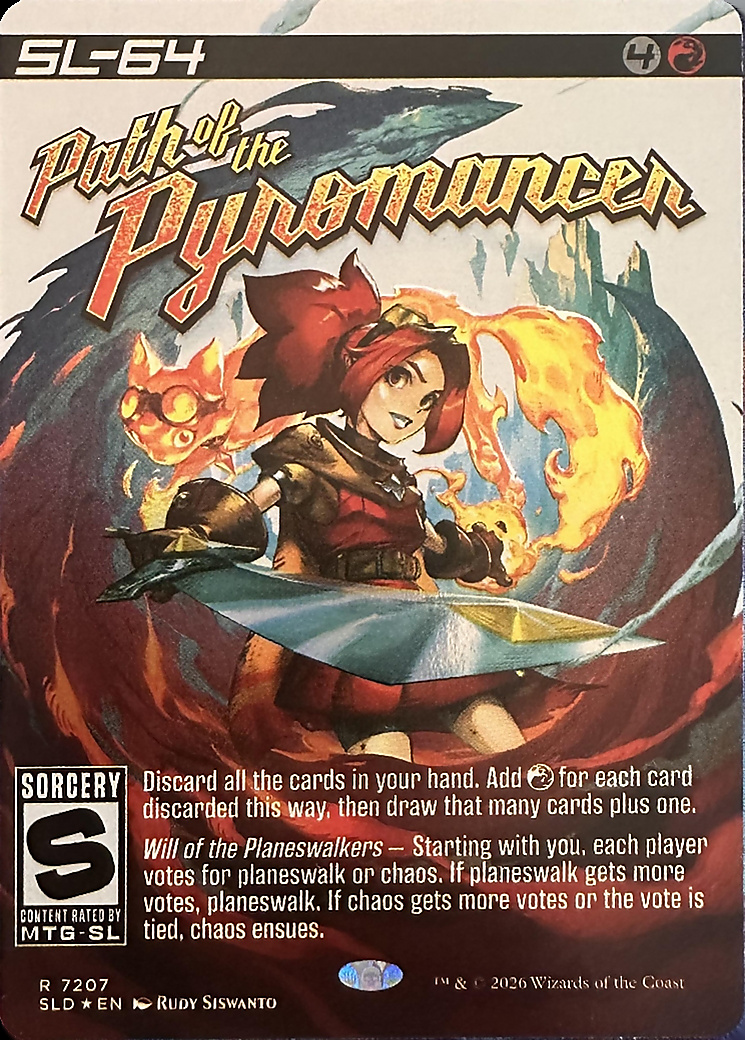 SL-64
4
Path of the
Pyromancer
SORCERY
S
CONTENT RATED BY
MTG-SL
Discard all the cards in your hand. Add for each card
discarded this way, then draw that many cards plus one.
Will of the Planeswalkers — Starting with you, each player
votes for planeswalk or chaos. If planeswalk gets more
votes, planeswalk. If chaos gets more votes or the vote is
tied, chaos ensues.
R 7207
SLD ★ EN RUDY SISWANTO
™ & © 2026 Wizards of the Coast